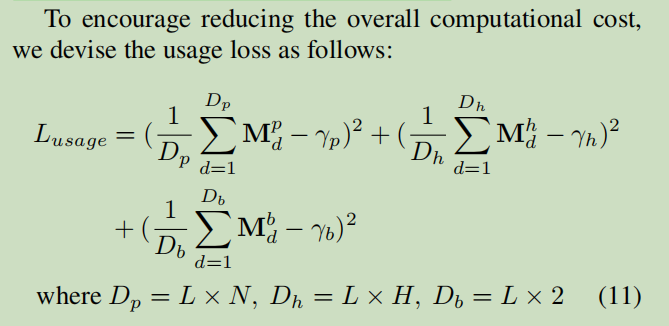 To encourage reducing the overall computational cost,
we devise the usage loss as follows:
$L_{usage} = (\frac{1}{D_p} \sum_{d=1}^{D_p} \mathbf{M}_d^p - \gamma_p)^2 + (\frac{1}{D_h} \sum_{d=1}^{D_h} \mathbf{M}_d^h - \gamma_h)^2$
$+ (\frac{1}{D_b} \sum_{d=1}^{D_b} \mathbf{M}_d^b - \gamma_b)^2$
where $D_p = L \times N, \ D_h = L \times H, \ D_b = L \times 2$ (11)